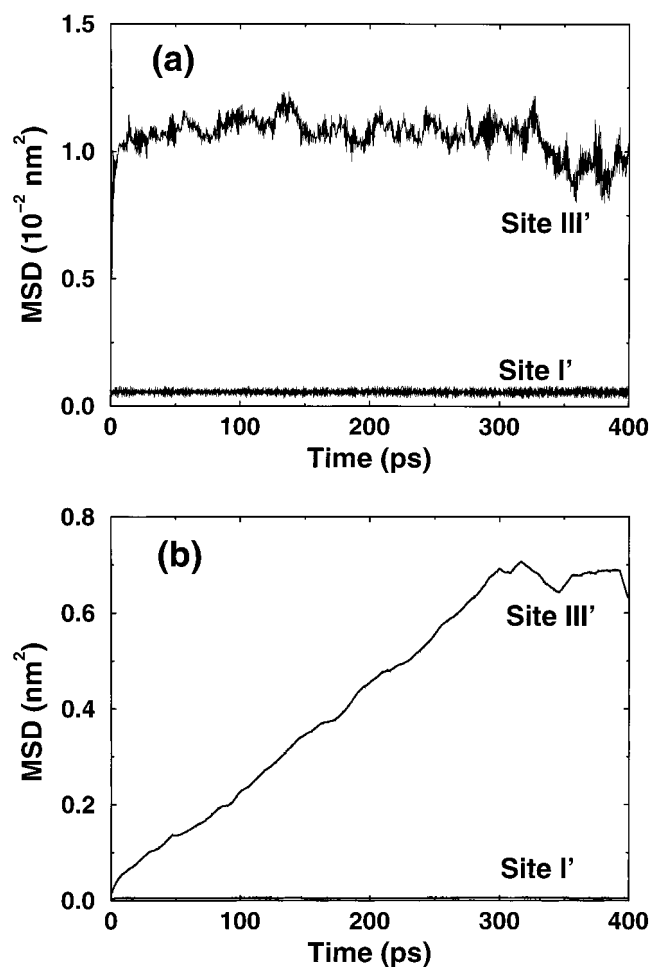 (a)
MSD (10⁻² nm²)
1.5
1.0
0.5
0.0
Site III’
Site I’
0 100 200 300 400
Time (ps)
(b)
MSD (nm²)
0.8
0.6
0.4
0.2
0.0
Site III’
Site I’
0 100 200 300 400
Time (ps)